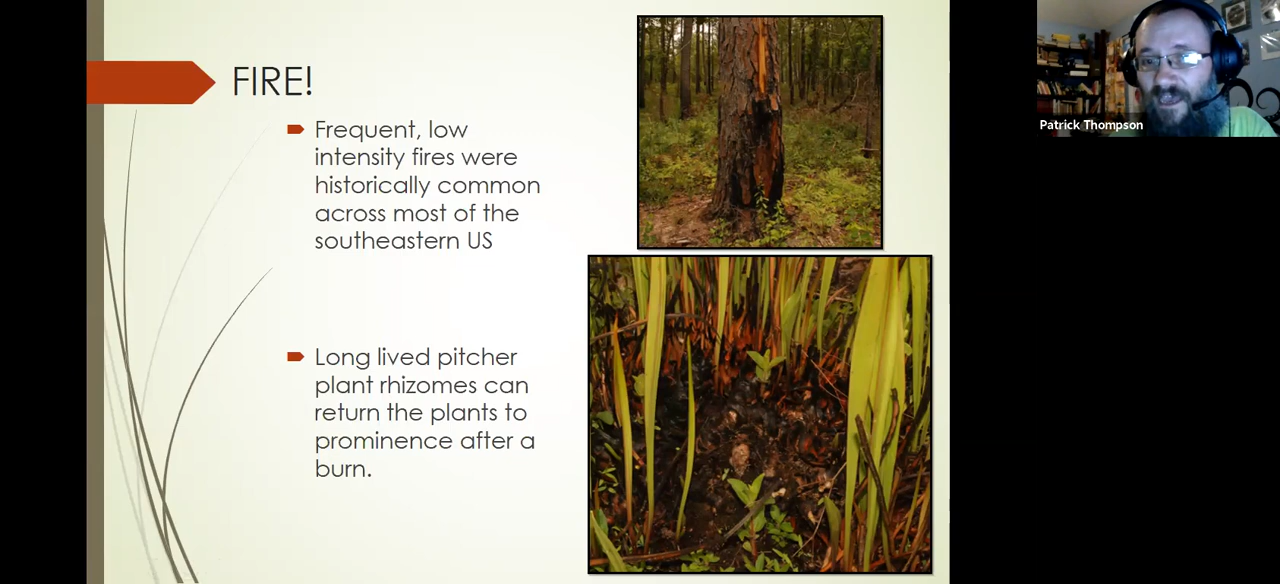 FIRE!
Frequent, low
intensity fires were
historically common
across most of the
southeastern US
Long lived pitcher
plant rhizomes can
return the plants to
prominence after a
burn.
Patrick Thompson